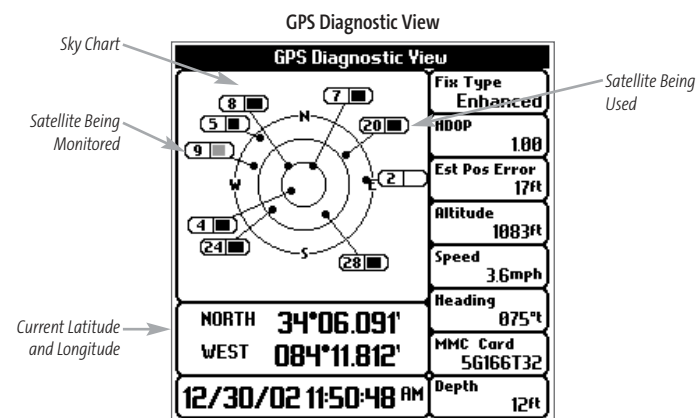 GPS Diagnostic View
Sky Chart
GPS Diagnostic View
Satellite Being
Monitored
Satellite Being
Used
8
7
5
N
20
9
2
W
E
4
24
S
28
Fix Type
Enhanced
HDOP
1.00
Est Pos Error
17ft
Altitude
1083ft
Speed
3.6mph
Heading
075°t
MMC Card
5G166T32
Depth
12ft
Current Latitude
and Longitude
NORTH 34°06.091'
WEST 084°11.812'
12/30/02 11:50:48 AM